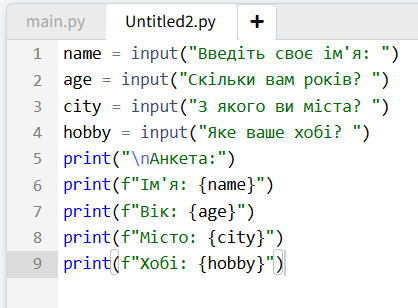 main.py Untitled2.py +
1 name = input("Введіть своє ім'я: ")
2 age = input("Скільки вам років? ")
3 city = input("З якого ви міста? ")
4 hobby = input("Яке ваше хобі? ")
5 print("\nАнкета:")
6 print(f"Ім'я: {name}")
7 print(f"Вік: {age}")
8 print(f"Місто: {city}")
9 print(f"Хобі: {hobby}")